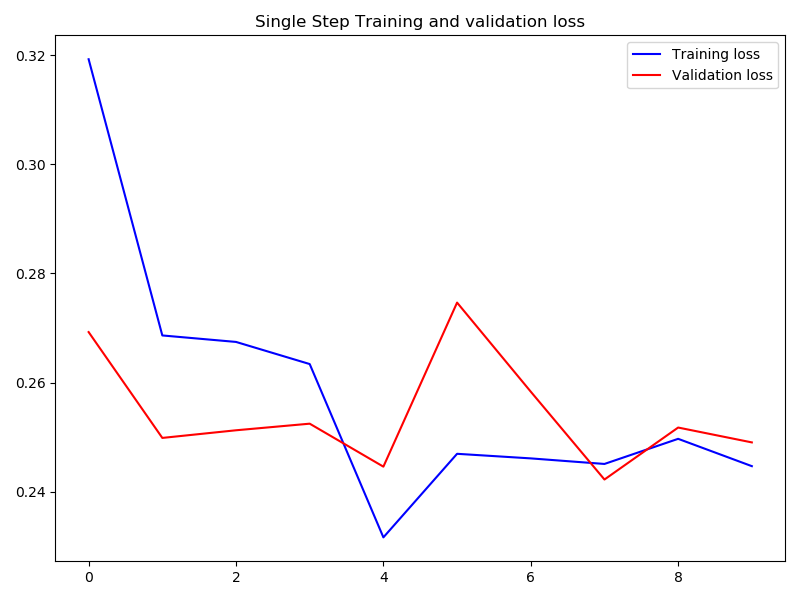 Single Step Training and validation loss
Training loss
Validation loss
0.32
0.30
0.28
0.26
0.24
0 2 4 6 8